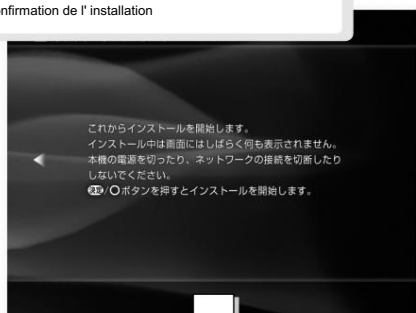 onfirmation de l' installation
これからインストールを開始します。
インストール中は画面にはしばらく何も表示されません。
本機の電源を切ったり、ネットワークの接続を切断したり
しないでください。
決定/○ボタンを押すとインストールを開始します。